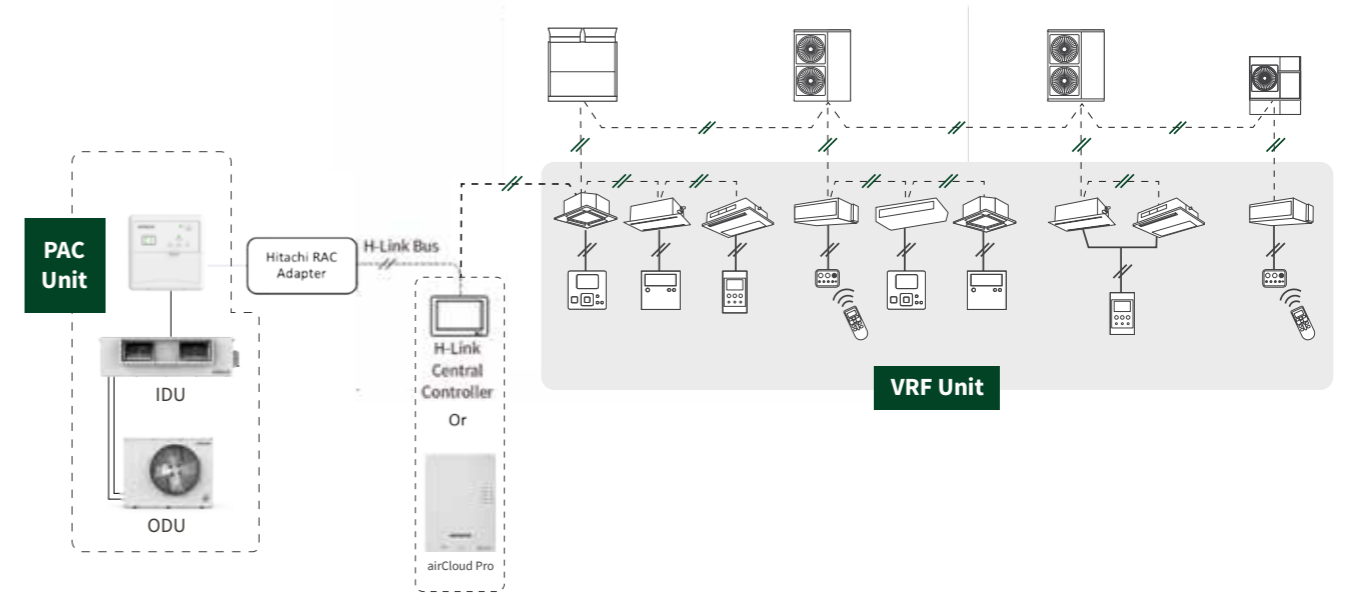 PAC
Unit
Hitachi RAC
Adapter
H-Link Bus
IDU
ODU
H-Link
Central
Controller
Or
airCloud Pro
VRF Unit